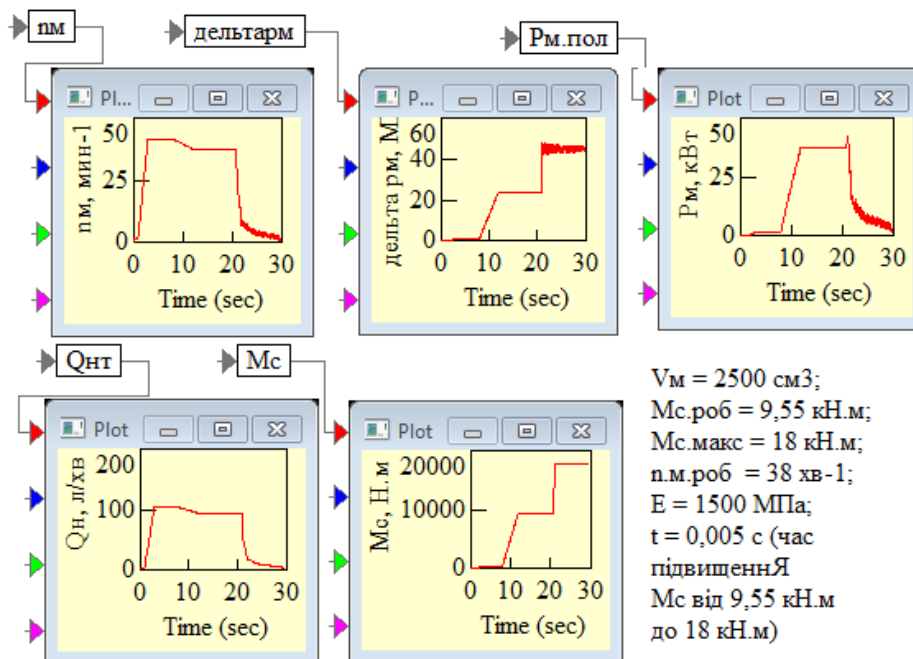 nм
дельтарм
Рм.пол
Pl...
P...
Plot
nм, мин-1
50
25
0
0 10 20 30
Time (sec)
дельта рм, М
60
40
20
0
0 10 20 30
Time (sec)
Рм, кВт
50
25
0
0 10 20 30
Time (sec)
Qнт
Мс
Plot
Plot
Qн, л/хв
200
100
0
0 10 20 30
Time (sec)
Мс, Н.м
20000
10000
0
0 10 20 30
Time (sec)
Vм = 2500 см3;
Мс.роб = 9,55 кН.м;
Мс.макс = 18 кН.м;
n.м.роб = 38 хв-1;
Е = 1500 МПа;
t = 0,005 с (час
підвищеннЯ
Мс від 9,55 кН.м
до 18 кН.м)